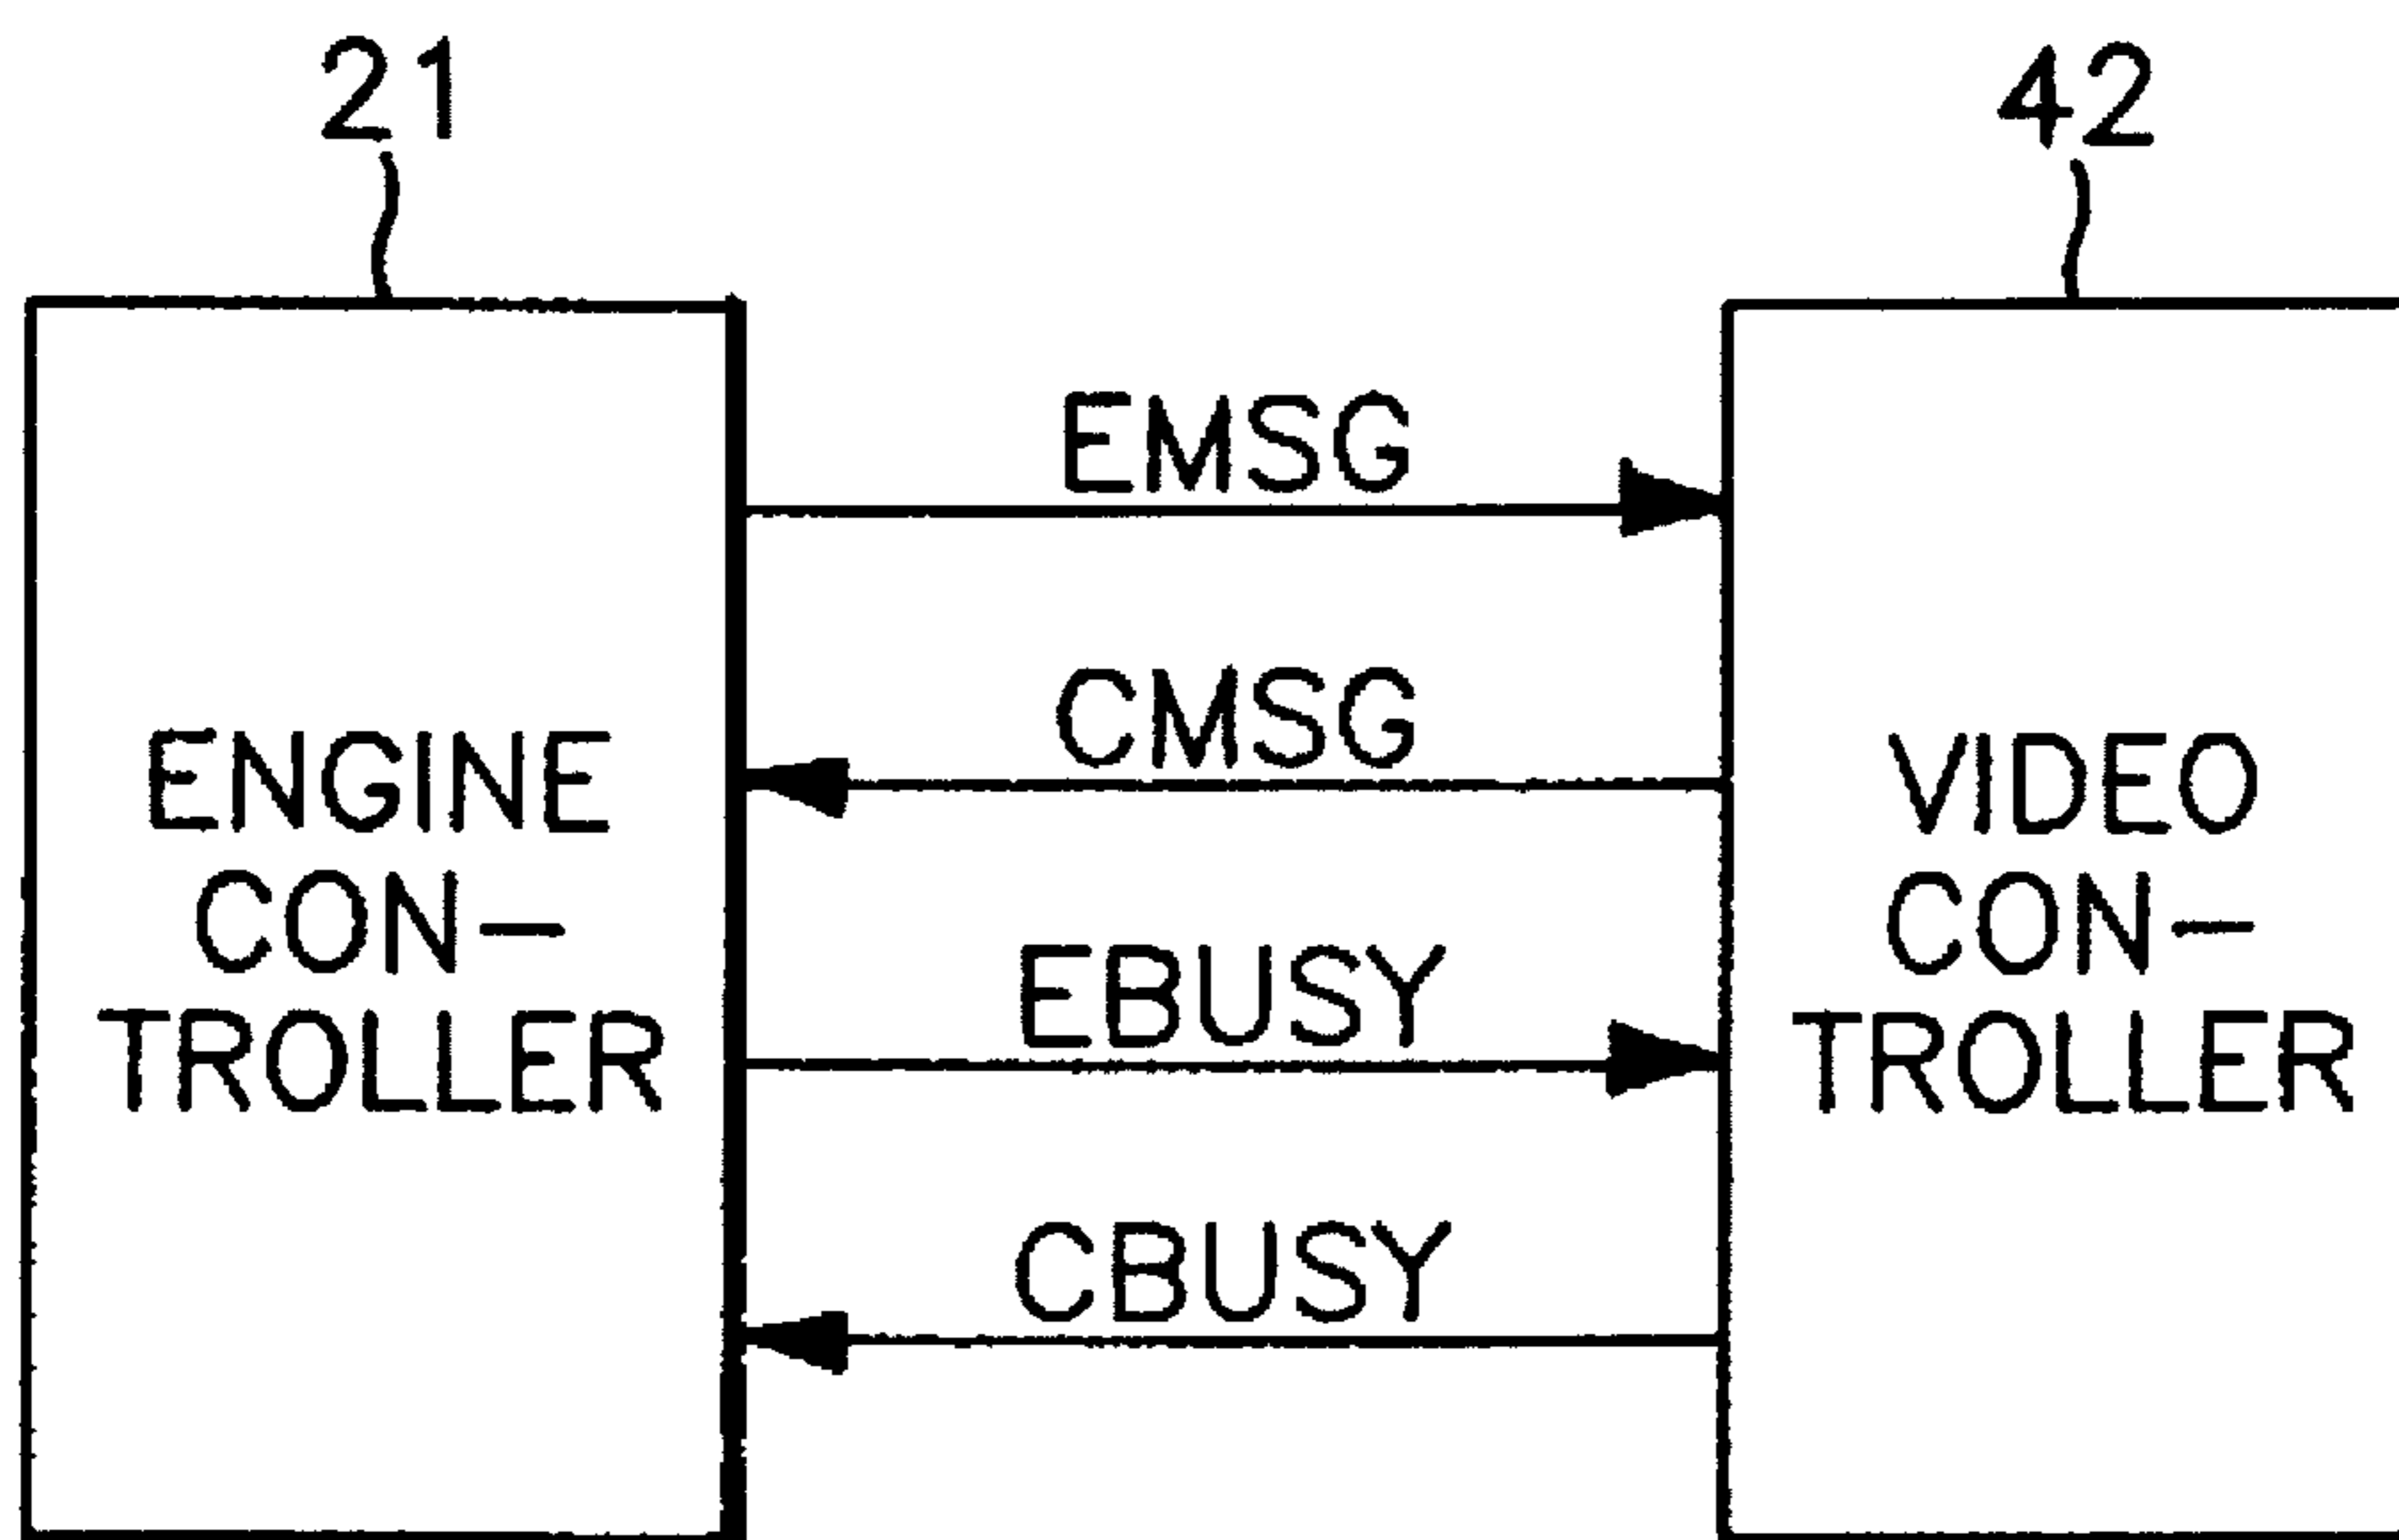 21
42
EMSG
CMSG
EBUSY
CBUSY
ENGINE
CON-
TROLLER
VIDEO
CON-
TROLLER